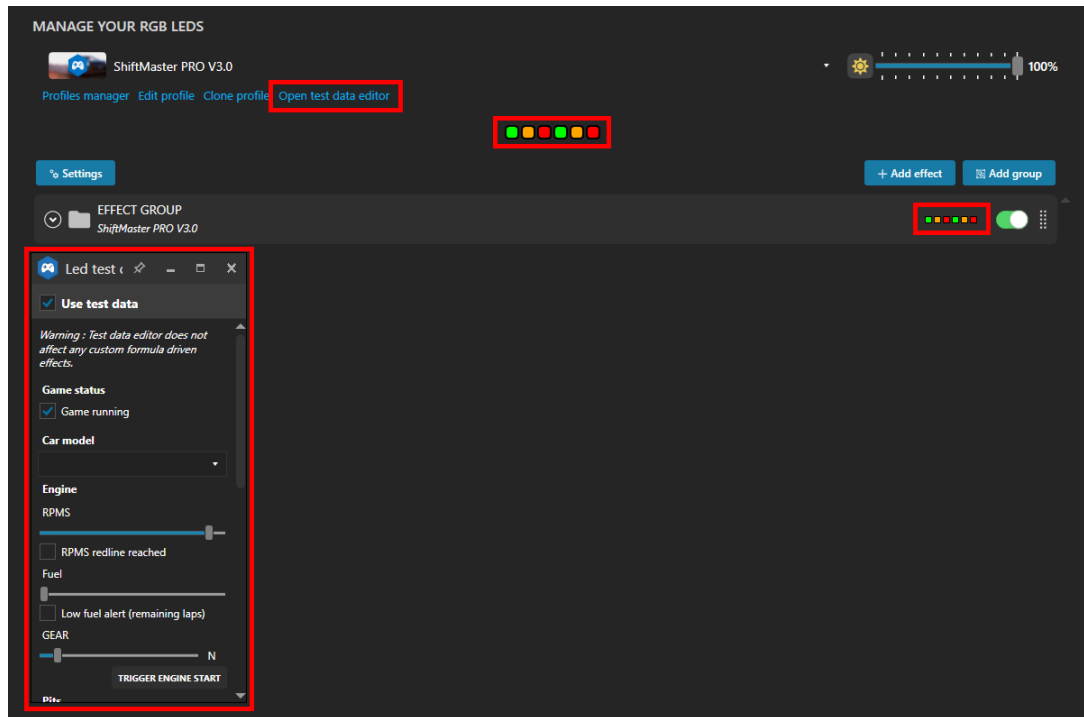 MANAGE YOUR RGB LEDS
ShiftMaster PRO V3.0
100%
Profiles manager Edit profile Clone profile Open test data editor
Settings
+ Add effect
Add group
EFFECT GROUP
ShiftMaster PRO V3.0
Led test
Use test data
Warning : Test data editor does not
affect any custom formula driven
effects.
Game status
Game running
Car model
Engine
RPMS
RPMS redline reached
Fuel
Low fuel alert (remaining laps)
GEAR
N
TRIGGER ENGINE START
Pits